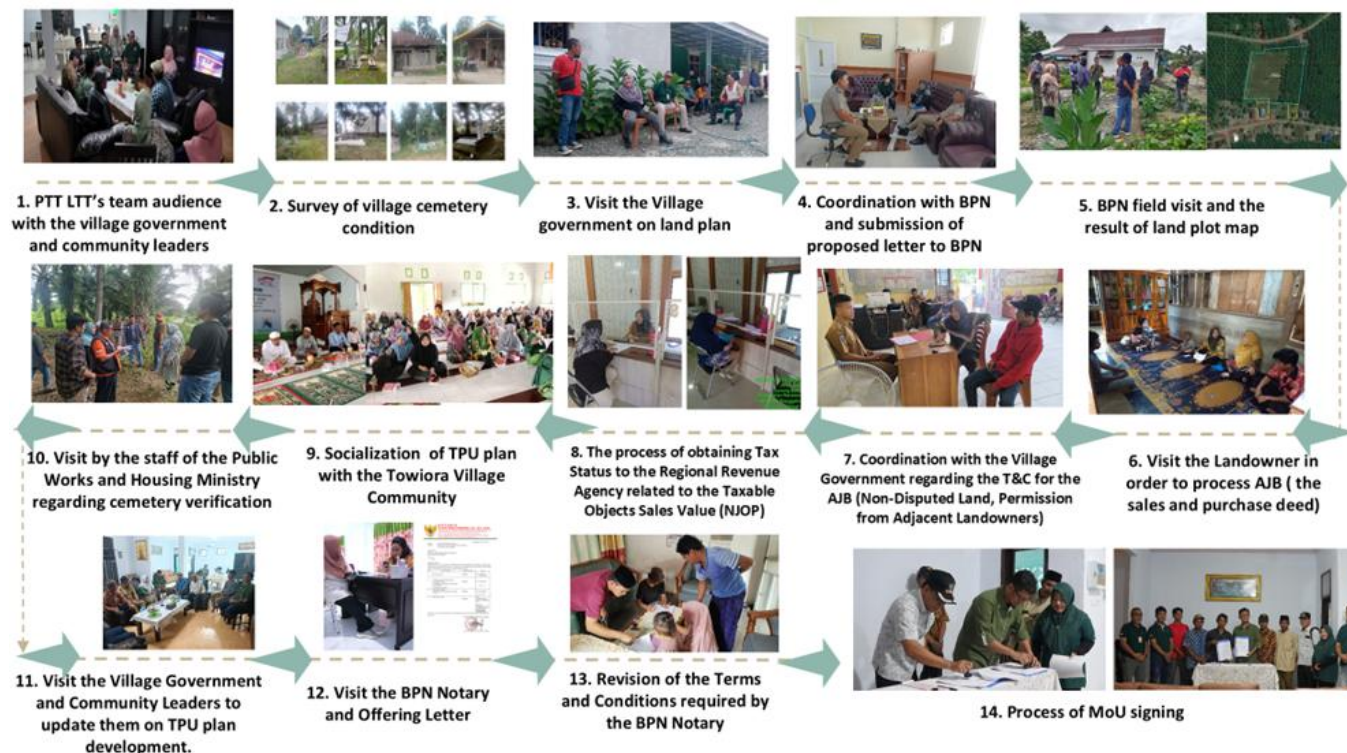 1. PTT LTT's team audience
with the village government
and community leaders
2. Survey of village cemetery
condition
3. Visit the Village
government on land plan
4. Coordination with BPN
and submission of
proposed letter to BPN
5. BPN field visit and the
result of land plot map
10. Visit by the staff of the Public
Works and Housing Ministry
regarding cemetery verification
9. Socialization of TPU plan
with the Towiora Village
Community
8. The process of obtaining Tax
Status to the Regional Revenue
Agency related to the Taxable
Objects Sales Value (NJOP)
7. Coordination with the Village
Government regarding the T&C for the
AJB (Non-Disputed Land, Permission
from Adjacent Landowners)
6. Visit the Landowner in
order to process AJB ( the
sales and purchase deed)
11. Visit the Village Government
and Community Leaders to
update them on TPU plan
development.
12. Visit the BPN Notary
and Offering Letter
13. Revision of the Terms
and Conditions required by
the BPN Notary
14. Process of MoU signing